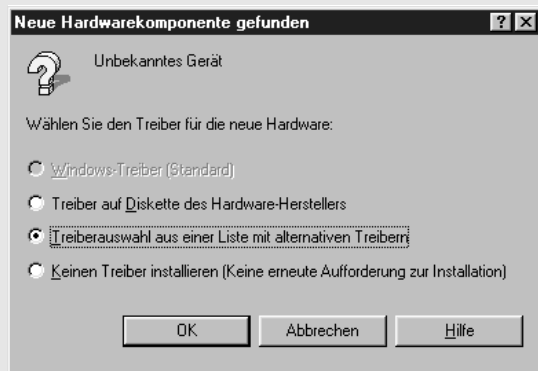 Neue Hardwarekomponente gefunden
Unbekanntes Gerät
Wählen Sie den Treiber für die neue Hardware:
Windows-Treiber (Standard)
Treiber auf Diskette des Hardware-Herstellers
Treiberauswahl aus einer Liste mit alternativen Treibern
Keinen Treiber installieren (Keine erneute Aufforderung zur Installation)
OK Abbrechen Hilfe